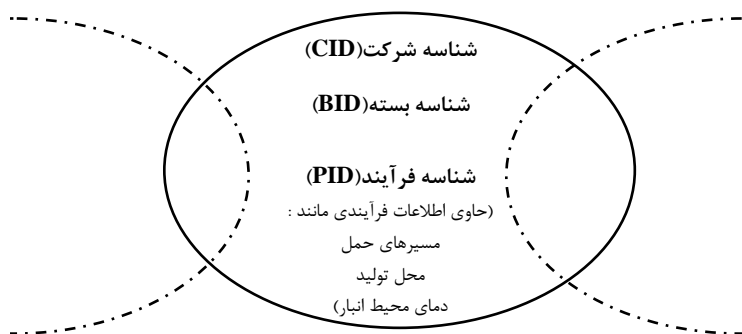 شناسه شرکت(CID)
شناسه بسته(BID)
شناسه فرآیند(PID)
(حاوی اطلاعات فرآیندی مانند :
مسیرهای حمل
محل تولید
دمای محیط انبار)